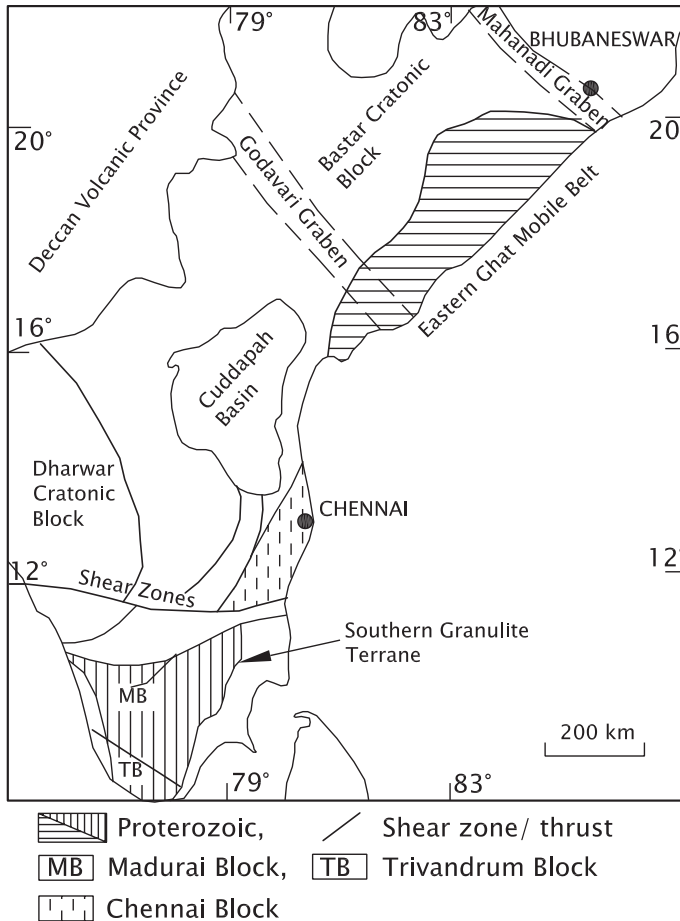 79°
83°
BHUBANESWAR
Mahanadi Graben
20°
20
Deccan Volcanic Province
Bastar Cratonic
Block
Godavari Graben
Eastern Ghat Mobile Belt
16°
16
Cuddapah
Basin
Dharwar
Cratonic
Block
CHENNAI
12°
12°
Shear Zones
Southern Granulite
Terrane
MB
TB
200 km
79°
83°
Proterozoic,
Shear zone/ thrust
MB Madurai Block,
TB Trivandrum Block
Chennai Block